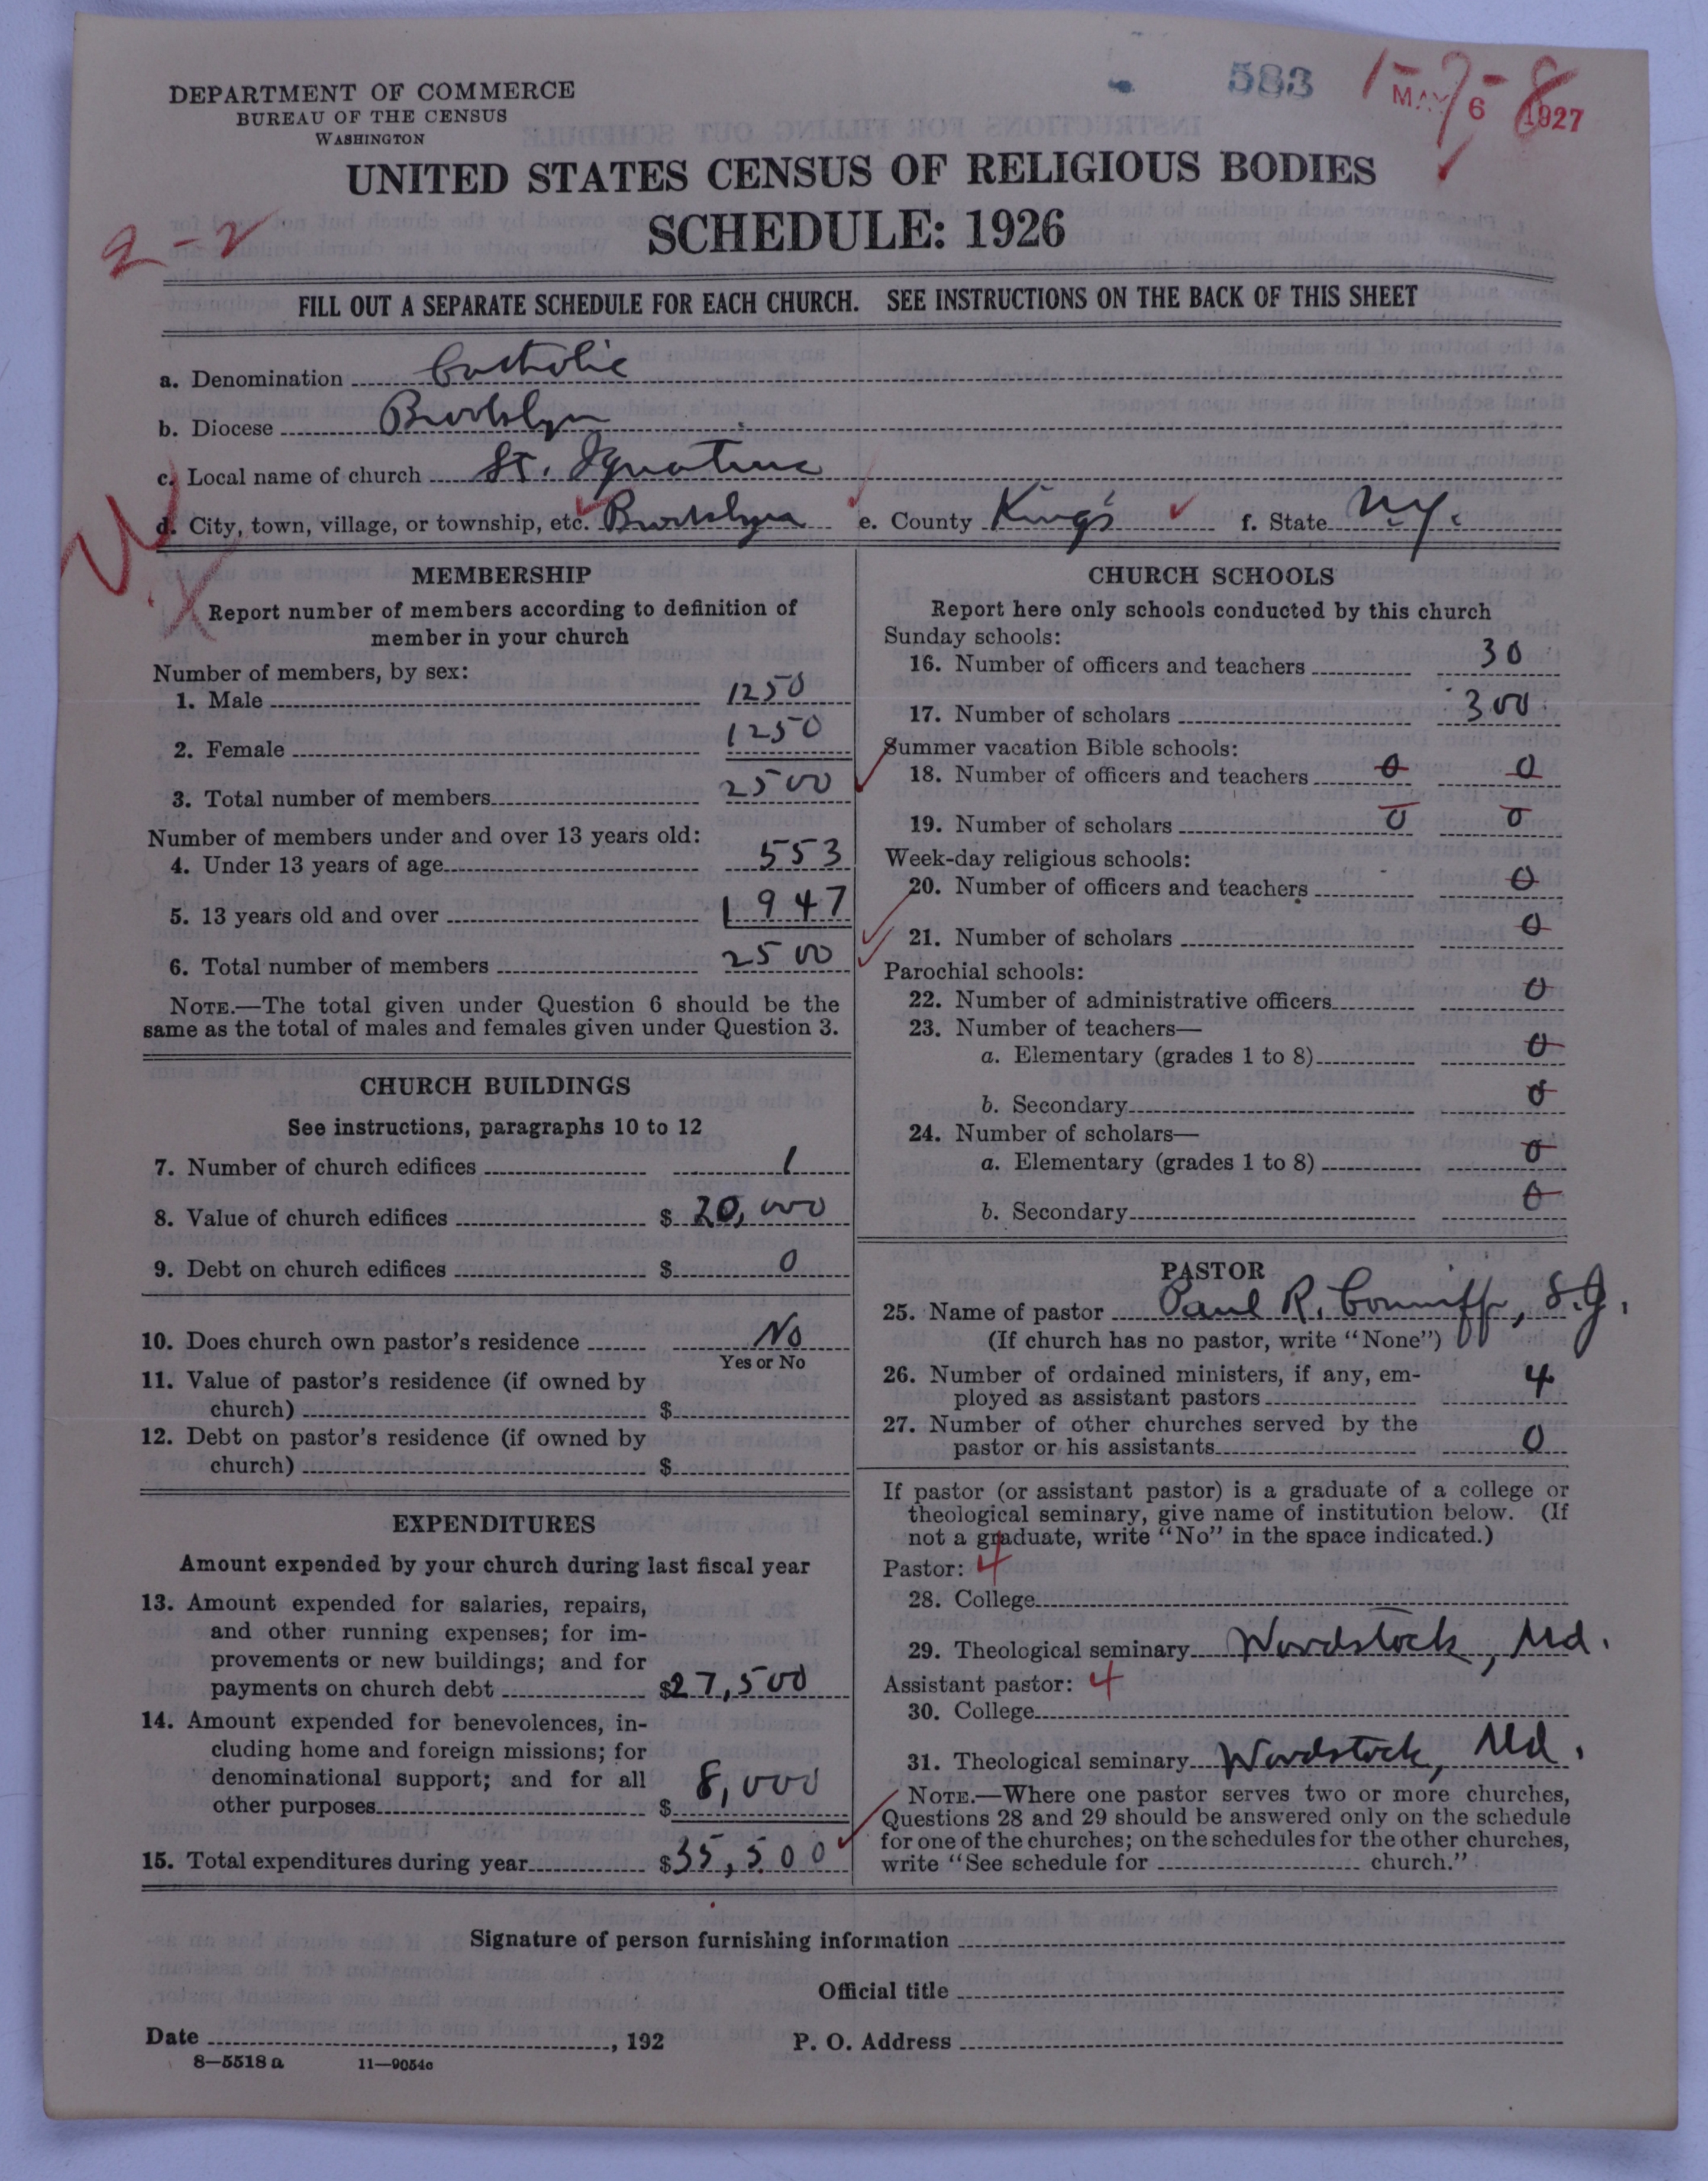 583
1-7-8
MAY 6 1927
DEPARTMENT OF COMMERCE
BUREAU OF THE CENSUS
WASHINGTON
UNITED STATES CENSUS OF RELIGIOUS BODIES
SCHEDULE: 1926
2-2
FILL OUT A SEPARATE SCHEDULE FOR EACH CHURCH. SEE INSTRUCTIONS ON THE BACK OF THIS SHEET
a. Denomination Catholic
b. Diocese Brooklyn
c. Local name of church St. Ignatius
d. City, town, village, or township, etc. Brooklyn e. County Kings f. State N.Y.
MEMBERSHIP
Report number of members according to definition of
member in your church
Number of members, by sex:
1. Male 1250
2. Female 1250
3. Total number of members 2500
Number of members under and over 13 years old:
4. Under 13 years of age 553
5. 13 years old and over 1947
6. Total number of members 2500
NOTE.—The total given under Question 6 should be the
same as the total of males and females given under Question 3.
CHURCH BUILDINGS
See instructions, paragraphs 10 to 12
7. Number of church edifices 1
8. Value of church edifices $ 20,000
9. Debt on church edifices $ 0
10. Does church own pastor's residence No
Yes or No
11. Value of pastor's residence (if owned by
church) $
12. Debt on pastor's residence (if owned by
church) $
EXPENDITURES
Amount expended by your church during last fiscal year
13. Amount expended for salaries, repairs,
and other running expenses; for im-
provements or new buildings; and for
payments on church debt $27,500
14. Amount expended for benevolences, in-
cluding home and foreign missions; for
denominational support; and for all
other purposes $ 8,000
15. Total expenditures during year $35,500
CHURCH SCHOOLS
Report here only schools conducted by this church
Sunday schools:
16. Number of officers and teachers 30
17. Number of scholars 300
Summer vacation Bible schools:
18. Number of officers and teachers 0 0
19. Number of scholars 0 0
Week-day religious schools:
20. Number of officers and teachers 0
21. Number of scholars 0
Parochial schools:
22. Number of administrative officers 0
23. Number of teachers—
a. Elementary (grades 1 to 8) 0
b. Secondary 0
24. Number of scholars—
a. Elementary (grades 1 to 8) 0
b. Secondary 0
PASTOR
25. Name of pastor Paul R. Conniff, S.J.
(If church has no pastor, write "None")
26. Number of ordained ministers, if any, em-
ployed as assistant pastors 4
27. Number of other churches served by the
pastor or his assistants 0
If pastor (or assistant pastor) is a graduate of a college or
theological seminary, give name of institution below. (If
not a graduate, write "No" in the space indicated.)
Pastor: 4
28. College
29. Theological seminary Woodstock, Md.
Assistant pastor: 4
30. College
31. Theological seminary Woodstock, Md.
NOTE.—Where one pastor serves two or more churches,
Questions 28 and 29 should be answered only on the schedule
for one of the churches; on the schedules for the other churches,
write "See schedule for church."
Signature of person furnishing information
Official title
Date , 192 P. O. Address
8—5518 a 11—9054c